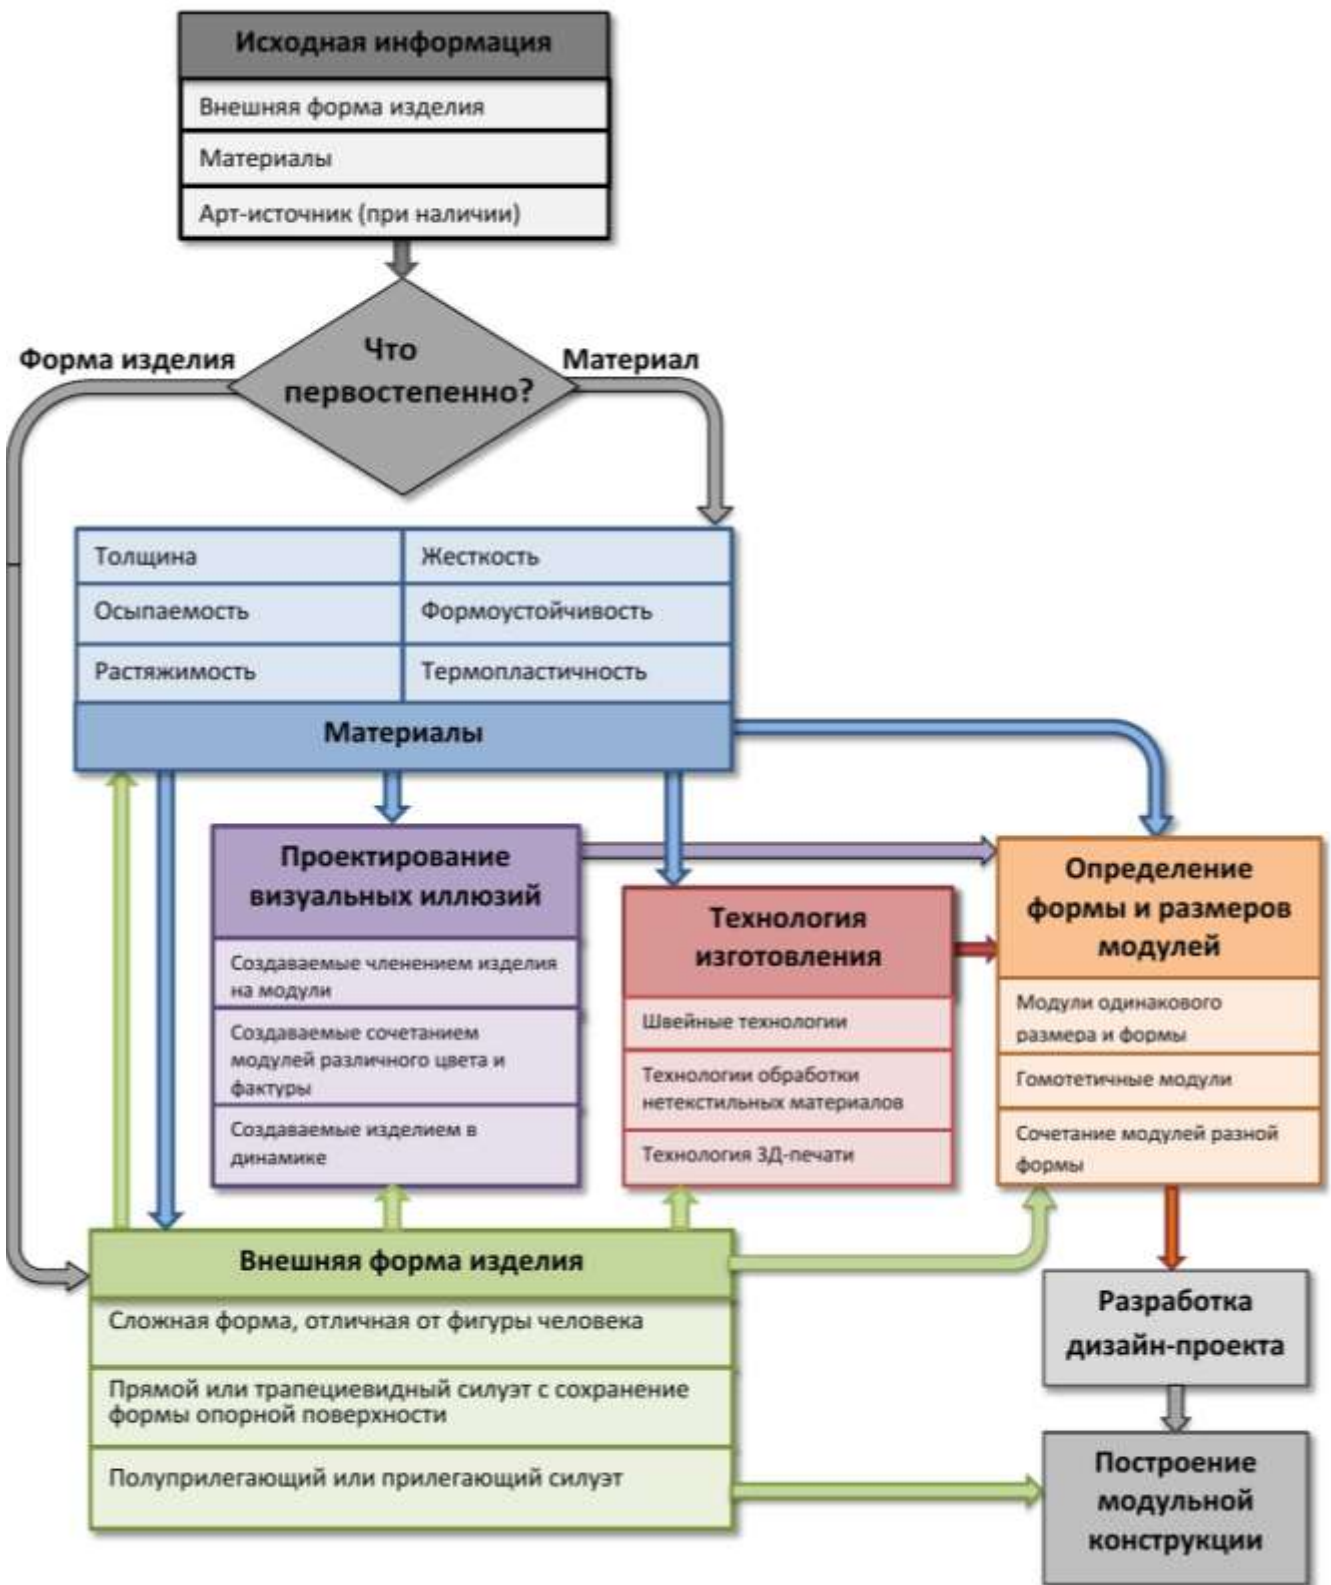 Исходная информация
Внешняя форма изделия
Материалы
Арт-источник (при наличии)
Форма изделия
Что
первостепенно?
Материал
Толщина
Жесткость
Осыпаемость
Формоустойчивость
Растяжимость
Термопластичность
Материалы
Проектирование
визуальных иллюзий
Создаваемые членением изделия
на модули
Создаваемые сочетанием
модулей различного цвета и
фактуры
Создаваемые изделием в
динамике
Технология
изготовления
Швейные технологии
Технологии обработки
нетекстильных материалов
Технология 3Д-печати
Определение
формы и размеров
модулей
Модули одинакового
размера и формы
Гомотетичные модули
Сочетание модулей разной
формы
Внешняя форма изделия
Сложная форма, отличная от фигуры человека
Прямой или трапециевидный силуэт с сохранение
формы опорной поверхности
Полуприлегающий или прилегающий силуэт
Разработка
дизайн-проекта
Построение
модульной
конструкции